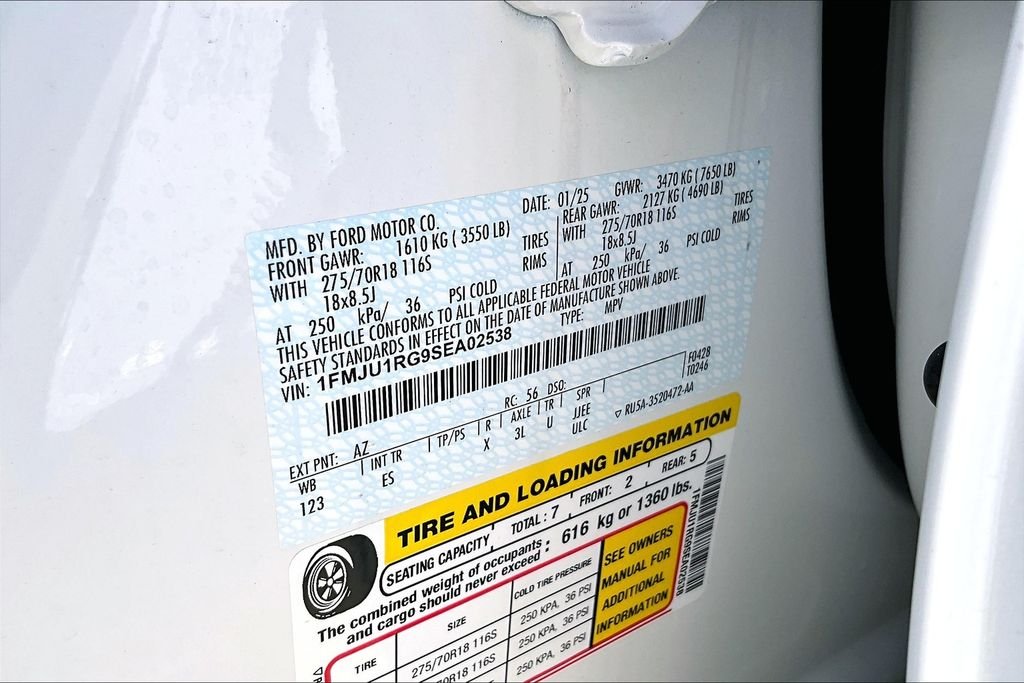 MFD. BY FORD MOTOR CO.
DATE: 01/25 GVWR: 3470 KG ( 7650 LB)
FRONT GAWR: 1610 KG ( 3550 LB)
REAR GAWR: 2127 KG ( 4690 LB)
WITH 275/70R18 116S TIRES
WITH 275/70R18 116S TIRES
18x8.5J RIMS
18x8.5J RIMS
AT 250 kPa/ 36 PSI COLD
AT 250 kPa/ 36 PSI COLD
THIS VEHICLE CONFORMS TO ALL APPLICABLE FEDERAL MOTOR VEHICLE
SAFETY STANDARDS IN EFFECT ON THE DATE OF MANUFACTURE SHOWN ABOVE.
VIN: 1FMJU1RG9SEA02538 TYPE: MPV
F0428
T0246
EXT PNT: AZ RC: 56 DSO:
WB INT TR TP/PS R AXLE TR SPR
123 ES X 3L U JJEE
ULC
▽ RU5A-3520472-AA
TIRE AND LOADING INFORMATION
SEATING CAPACITY TOTAL: 7 FRONT: 2 REAR: 5
The combined weight of occupants
and cargo should never exceed : 616 kg or 1360 lbs.
TIRE SIZE COLD TIRE PRESSURE
275/70R18 116S 250 KPA, 36 PSI
275/70R18 116S 250 KPA, 36 PSI
250 KPA, 36 PSI
SEE OWNERS
MANUAL FOR
ADDITIONAL
INFORMATION
1FMJU1RG9SEA02538